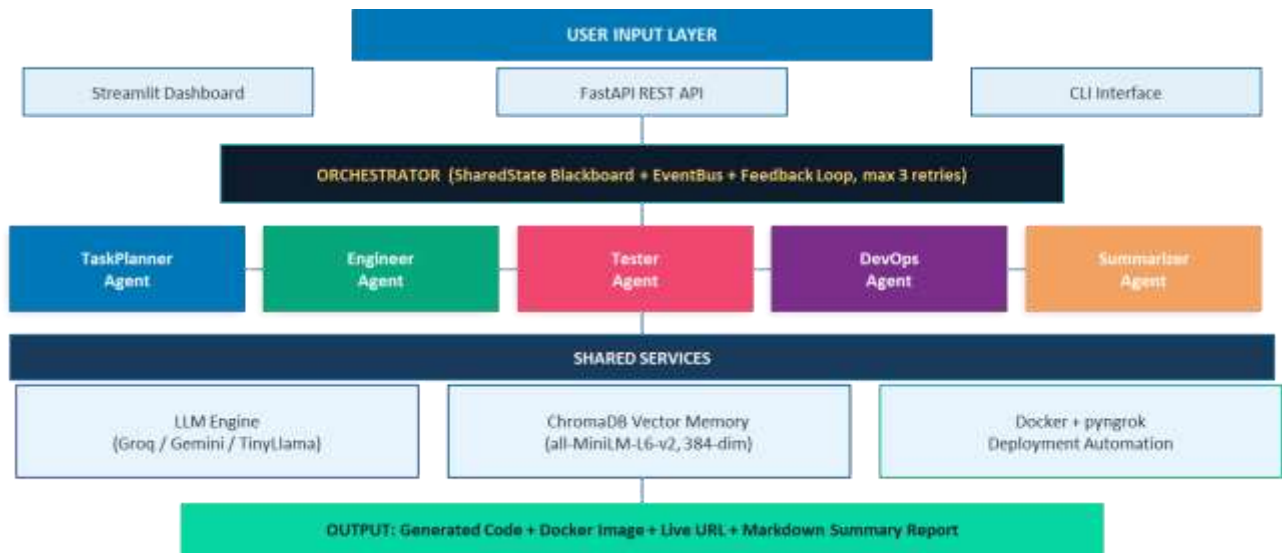 USER INPUT LAYER
Streamlit Dashboard
FastAPI REST API
CLI Interface
ORCHESTRATOR (SharedState Blackboard + EventBus + Feedback Loop, max 3 retries)
TaskPlanner
Agent
Engineer
Agent
Tester
Agent
DevOps
Agent
Summarizer
Agent
SHARED SERVICES
LLM Engine
(Groq / Gemini / TinyLlama)
ChromaDB Vector Memory
(all-MiniLM-L6-v2, 384-dim)
Docker + pyngrok
Deployment Automation
OUTPUT: Generated Code + Docker Image + Live URL + Markdown Summary Report